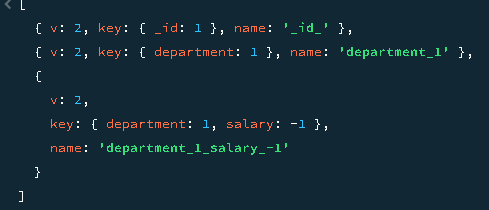 < [
{ v: 2, key: { _id: 1 }, name: '_id_' },
{ v: 2, key: { department: 1 }, name: 'department_1' },
{
v: 2,
key: { department: 1, salary: -1 },
name: 'department_1_salary_-1'
}
]